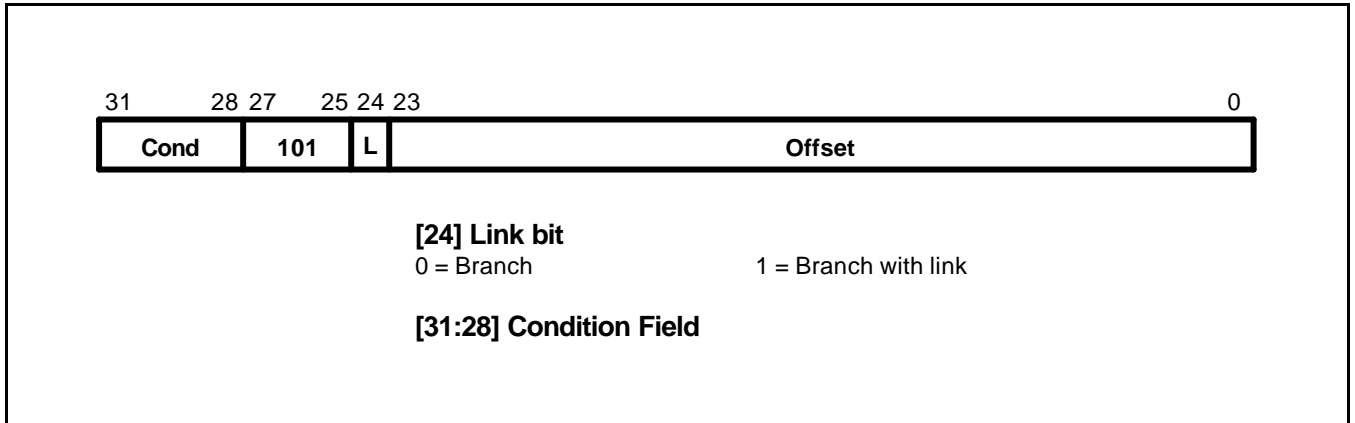 31 28 27 25 24 23 0
Cond 101 L Offset
[24] Link bit
0 = Branch 1 = Branch with link
[31:28] Condition Field